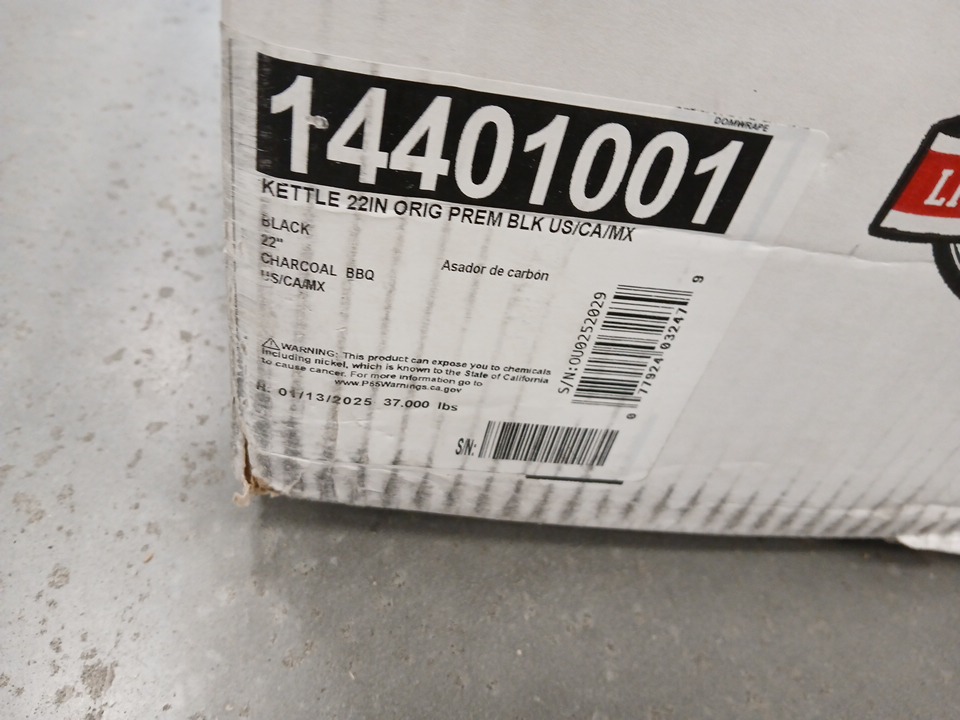 DOMWRAPE
14401001
KETTLE 22IN ORIG PREM BLK US/CA/MX
BLACK
22"
CHARCOAL BBQ
US/CA/MX
Asador de carbón
S/N:OU0252029
0 77924 03247 9
WARNING: This product can expose you to chemicals
including nickel, which is known to the State of California
to cause cancer. For more information go to
www.P65Warnings.ca.gov
01/13/2025 37.000 lbs
S/N: